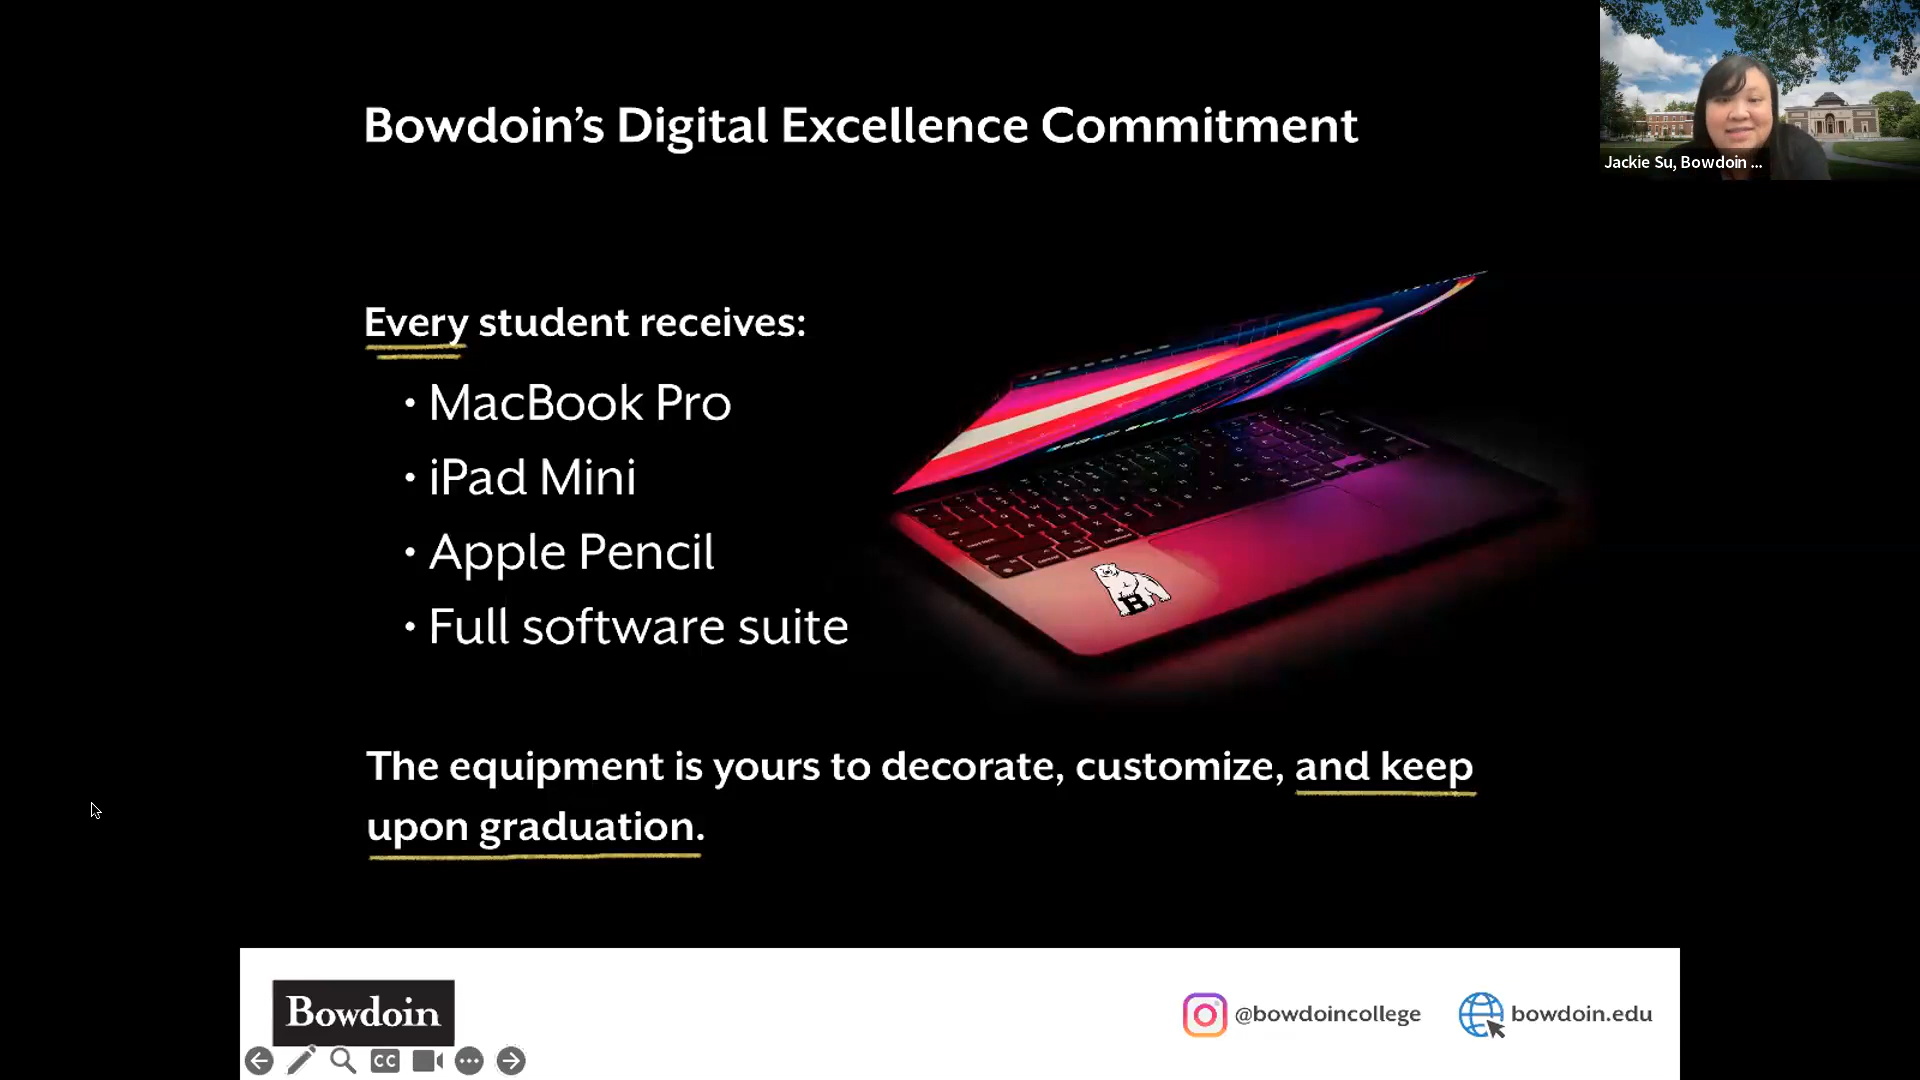 Bowdoin's Digital Excellence Commitment
Jackie Su, Bowdoin ...
Every student receives:
• MacBook Pro
• iPad Mini
• Apple Pencil
• Full software suite
B
The equipment is yours to decorate, customize, and keep
upon graduation.
Bowdoin
@bowdoincollege
bowdoin.edu
CC